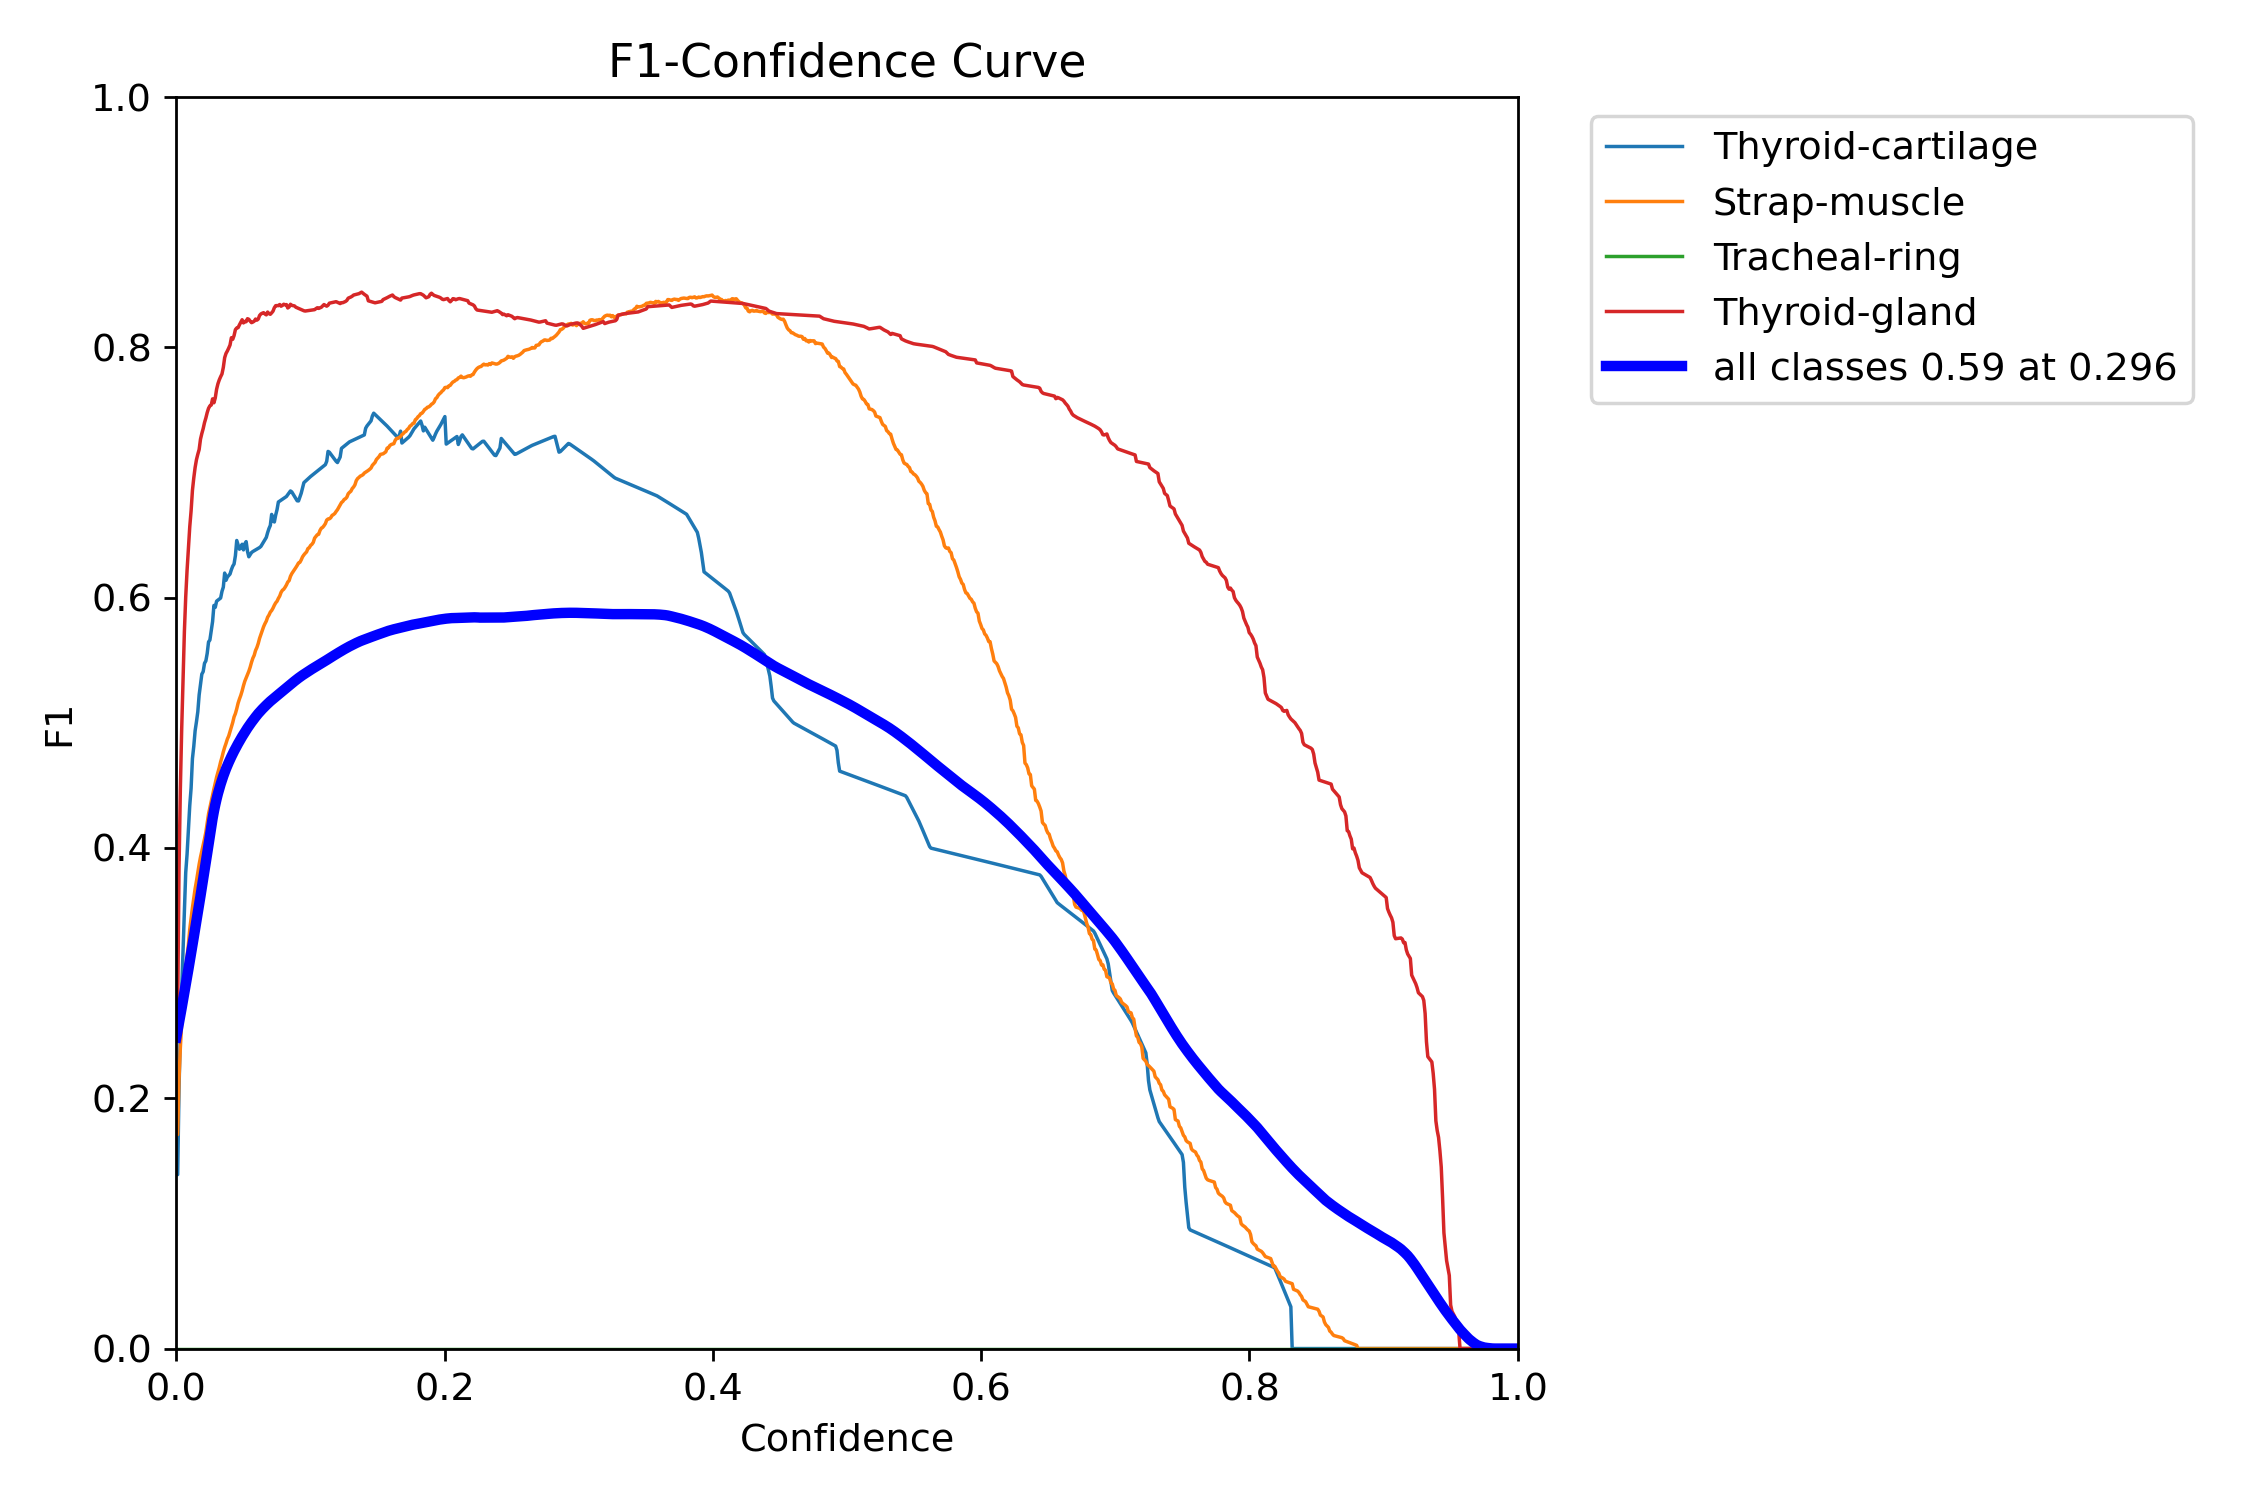 F1-Confidence Curve
1.0
0.8
0.6
0.4
0.2
0.0
F1
0.0 0.2 0.4 0.6 0.8 1.0
Confidence
Thyroid-cartilage
Strap-muscle
Tracheal-ring
Thyroid-gland
all classes 0.59 at 0.296